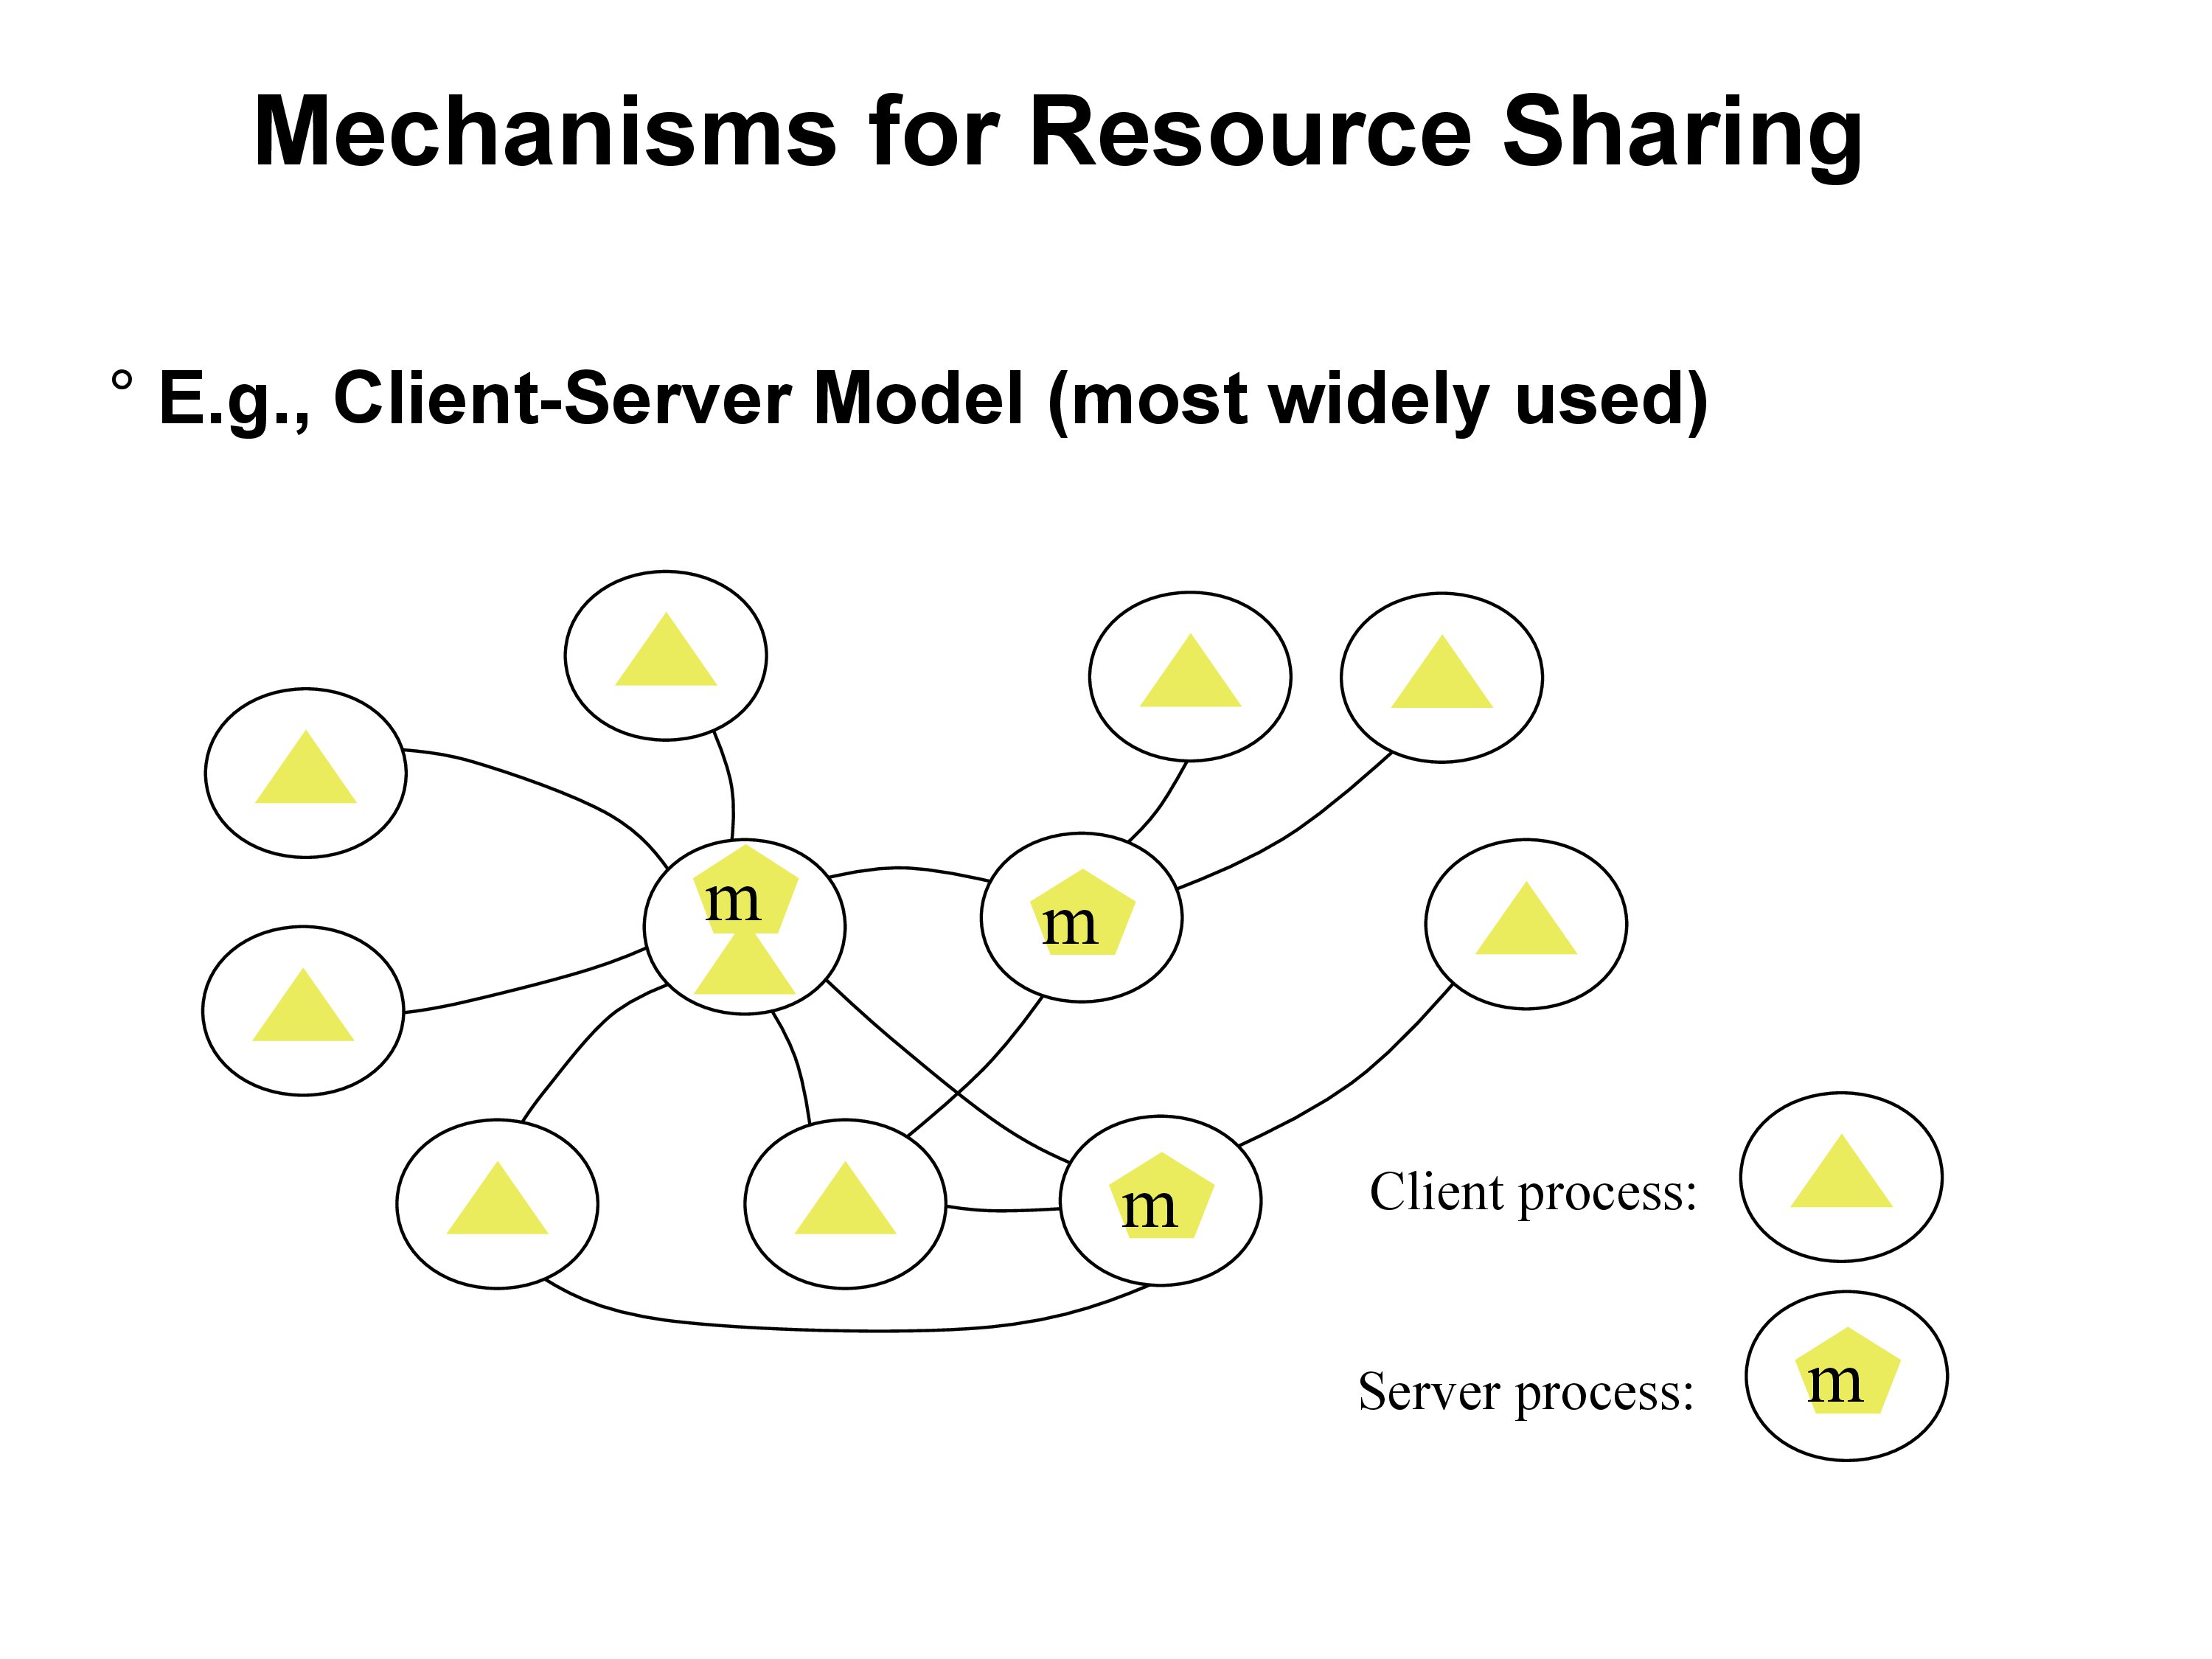 Mechanisms for Resource Sharing
° E.g., Client-Server Model (most widely used)
m
m
m
Client process:
Server process:
m